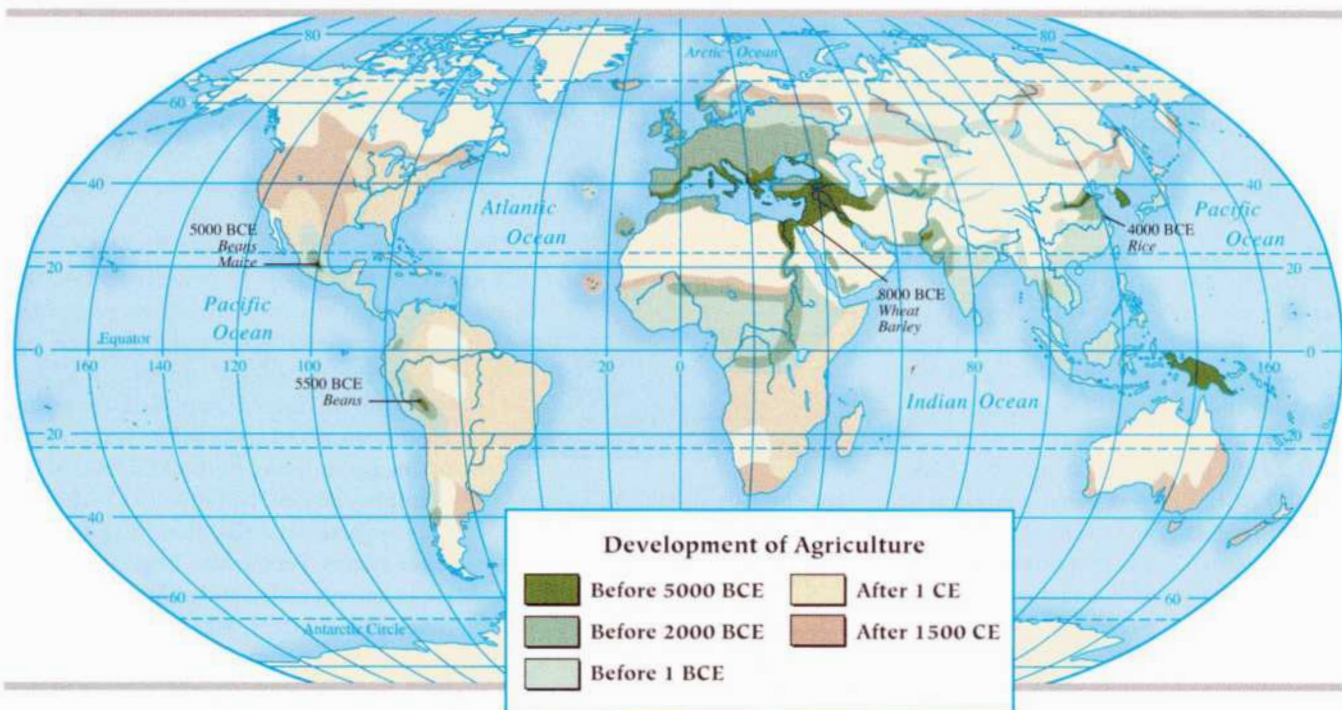 80
80
Arctic Ocean
60
60
40
40
5000 BCE
Beans
Maize
Atlantic
Ocean
Pacific
Ocean
4000 BCE
Rice
20
20
8000 BCE
Wheat
Barley
Pacific
Ocean
Equator
0
0
160
140
120
100
20
0
20
80
160
5500 BCE
Beans
Indian Ocean
20
20
40
40
60
60
Antarctic Circle
Development of Agriculture
Before 5000 BCE
After 1 CE
Before 2000 BCE
After 1500 CE
Before 1 BCE